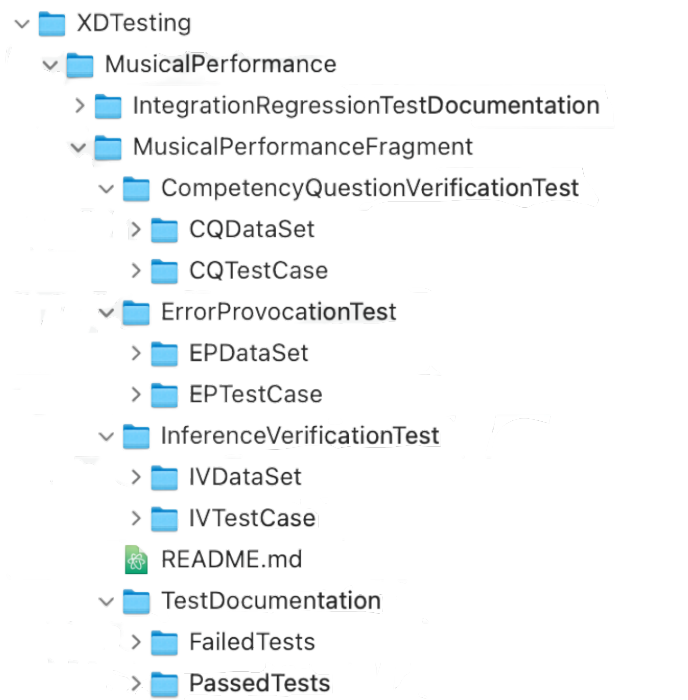 XDTesting
MusicalPerformance
IntegrationRegressionTestDocumentation
MusicalPerformanceFragment
CompetencyQuestionVerificationTest
CQDataSet
CQTestCase
ErrorProvocationTest
EPDataSet
EPTestCase
InferenceVerificationTest
IVDataSet
IVTestCase
README.md
TestDocumentation
FailedTests
PassedTests